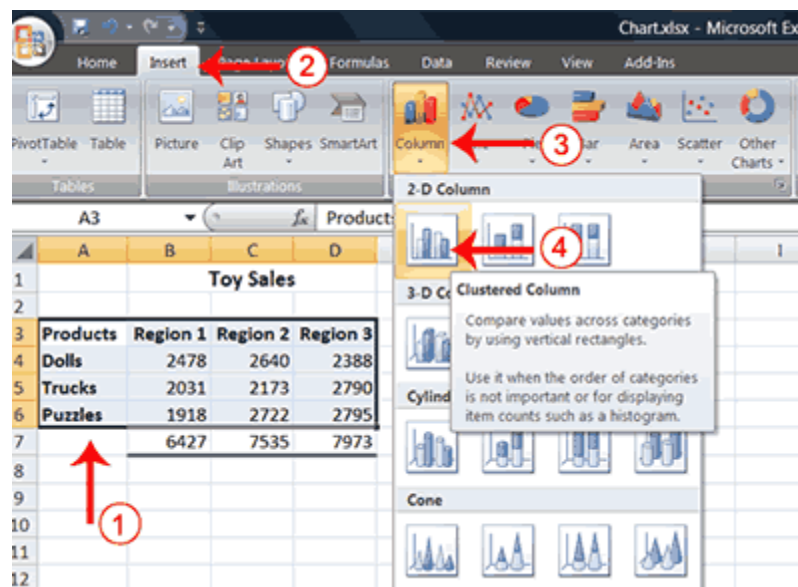 Chart.xlsx - Microsoft Ex
Home Insert Formulas Data Review View Add-Ins
2
PivotTable Table Picture Clip Art Shapes SmartArt Column Area Scatter Other Charts
3
Tables Illustrations
2-D Column
A3 fx Product
4
A B C D I
1 Toy Sales
Clustered Column
3-D Co
2
Compare values across categories
by using vertical rectangles.
3 Products Region 1 Region 2 Region 3
4 Dolls 2478 2640 2388
Use it when the order of categories
is not important or for displaying
item counts such as a histogram.
5 Trucks 2031 2173 2790
Cylind
6 Puzzles 1918 2722 2795
7 6427 7535 7973
8
9
Cone
10
1
11
12